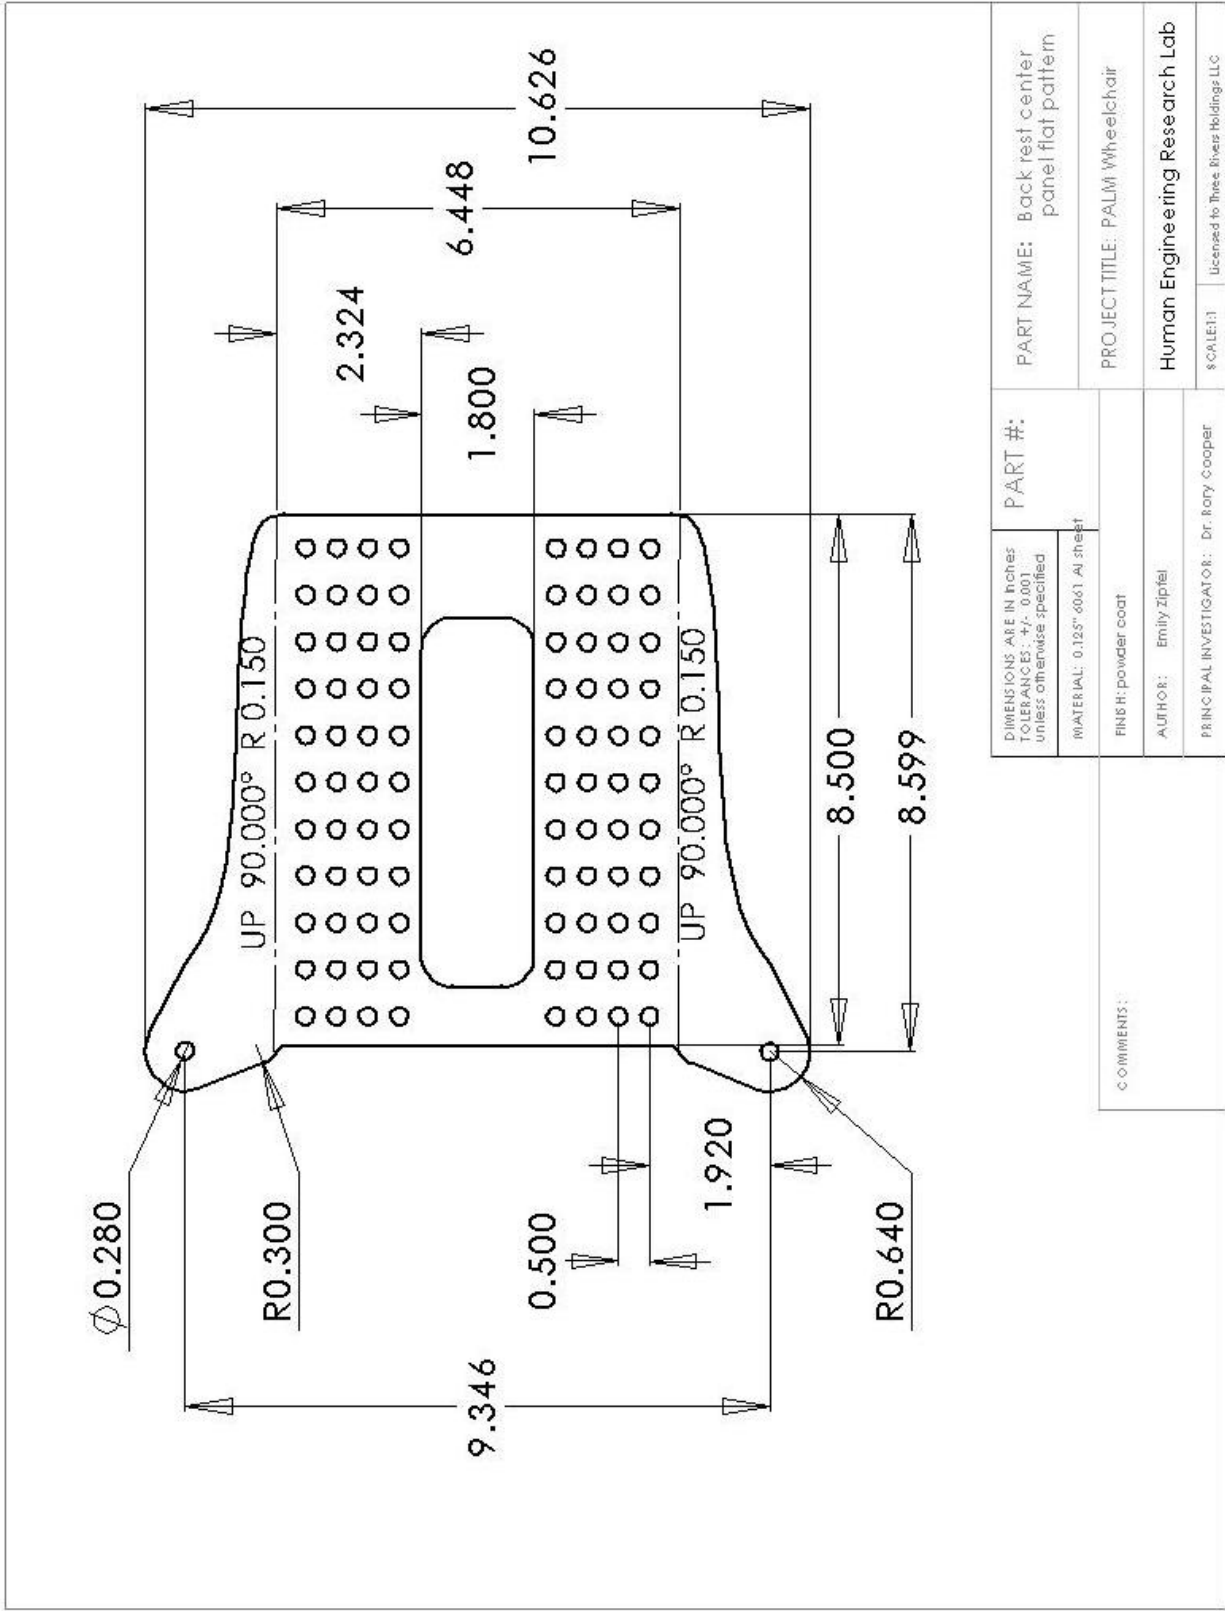 10.626
6.448
2.324
1.800
UP 90.000° R 0.150
UP 90.000° R 0.150
8.500
8.599
Ø0.280
R0.300
0.500
1.920
R0.640
9.346
DIMENSIONS ARE IN inches
TOLERANCES: +/- 0.001
unless otherwise specified
MATERIAL: 0.125" 6061 Al sheet
FINISH: powder coat
AUTHOR: Emily Zipfel
PRINCIPAL INVESTIGATOR: Dr. Rory Cooper
PART #:
PART NAME: Back rest center
panel flat pattern
PROJECT TITLE: PALM Wheelchair
Human Engineering Research Lab
SCALE:1:1
Licensed to Three Rivers Holdings LLC
COMMENTS: